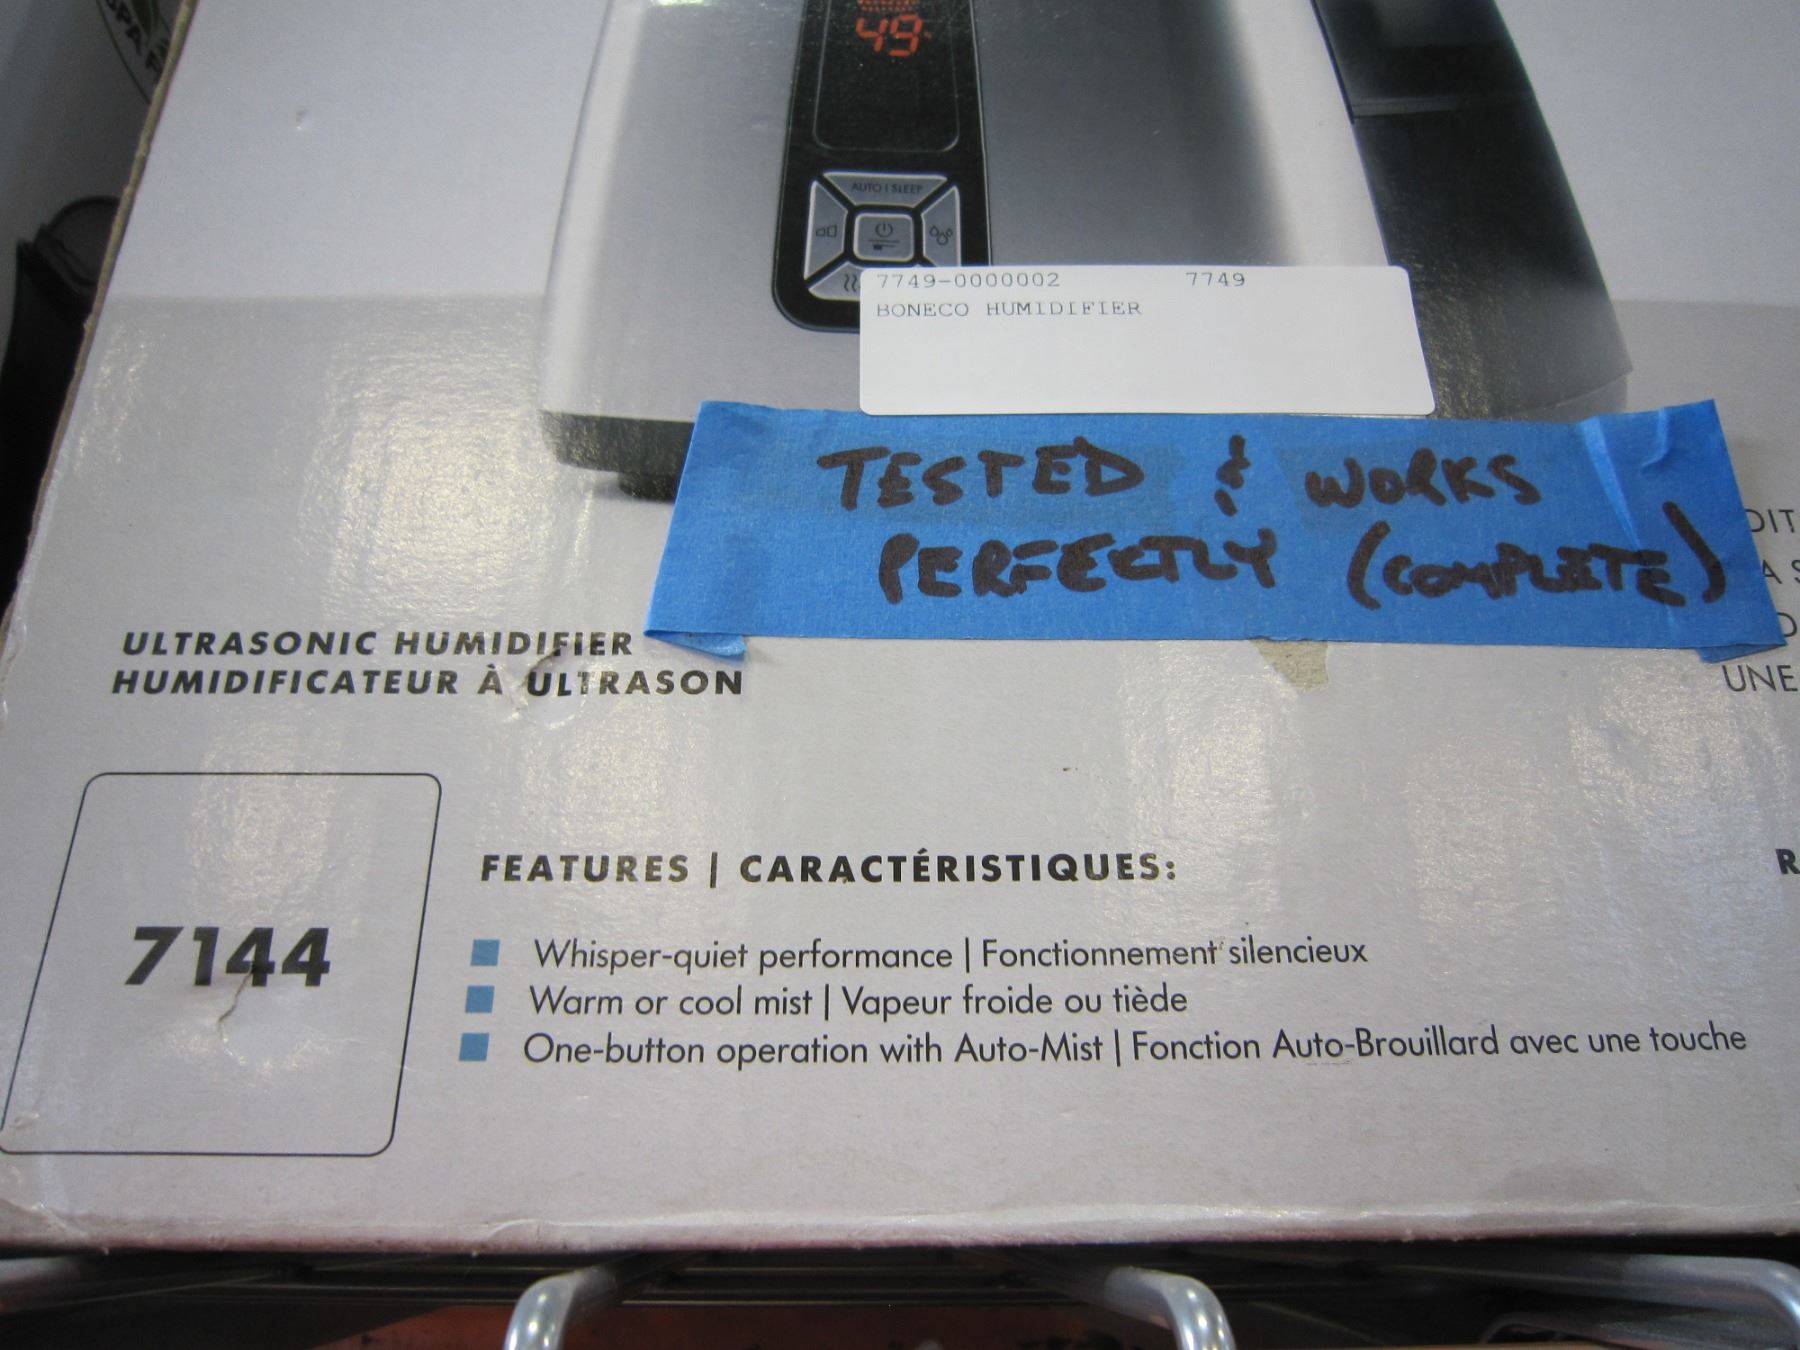 49
AUTO | SLEEP
7749-0000002 7749
BONECO HUMIDIFIER
TESTED & WORKS
PERFECTLY (COMPLETE)
DIT
A S
UNE
ULTRASONIC HUMIDIFIER
HUMIDIFICATEUR À ULTRASON
7144
FEATURES | CARACTÉRISTIQUES:
R
Whisper-quiet performance | Fonctionnement silencieux
Warm or cool mist | Vapeur froide ou tiède
One-button operation with Auto-Mist | Fonction Auto-Brouillard avec une touche